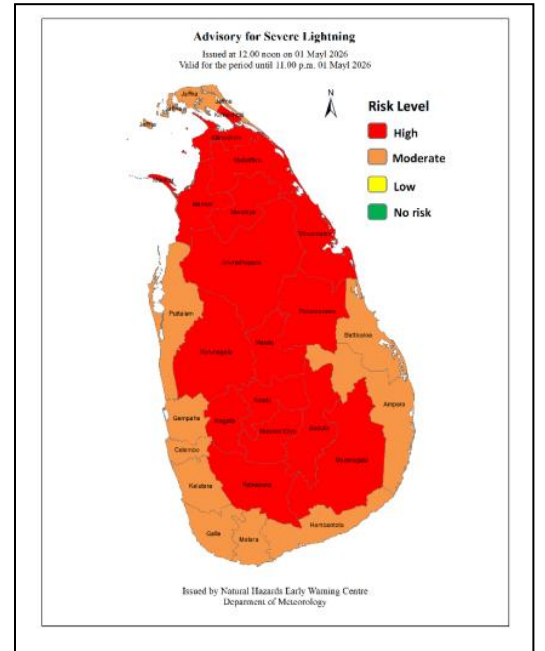 Advisory for Severe Lightning
Issued at 12.00 noon on 01 Mayl 2026
Valid for the period until 11.00 p.m. 01 Mayl 2026
N
Risk Level
High
Moderate
Low
No risk
Jaffna
Jaffna
Jaffna
Mannar
Vavuniya
Trincomalee
Anuradhapura
Puttalam
Polonnaruwa
Batticaloa
Kurunegala
Matale
Ampara
Kandy
Gampaha
Kegalle
Nuwara Eliya
Badulla
Colombo
Monaragala
Kalutara
Ratnapura
Hambantota
Galle
Matara
Issued by Natural Hazards Early Warning Centre
Deparment of Meteorology